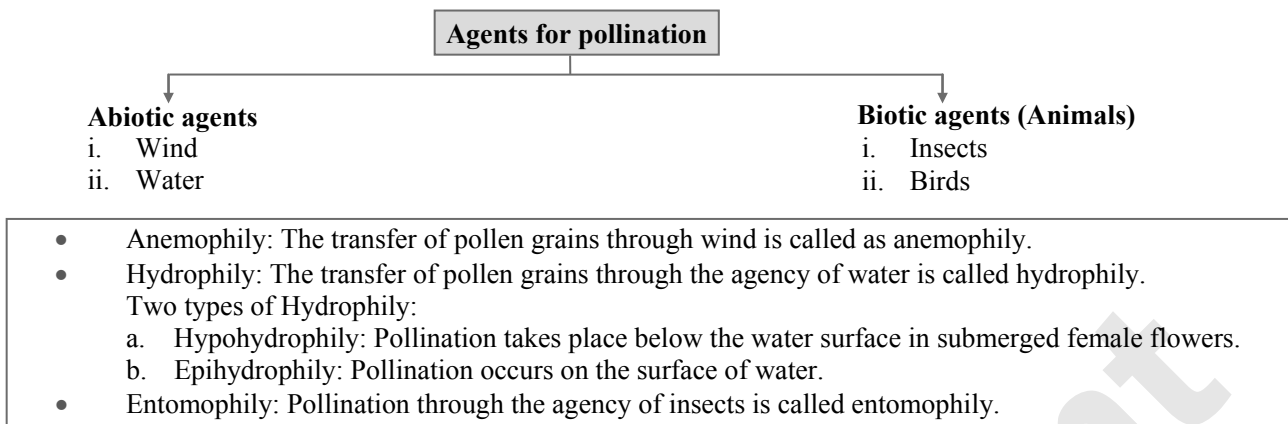 Agents for pollination
Abiotic agents
i. Wind
ii. Water
Biotic agents (Animals)
i. Insects
ii. Birds
• Anemophily: The transfer of pollen grains through wind is called as anemophily.
• Hydrophily: The transfer of pollen grains through the agency of water is called hydrophily.
Two types of Hydrophily:
a. Hypohydrophily: Pollination takes place below the water surface in submerged female flowers.
b. Epihydrophily: Pollination occurs on the surface of water.
• Entomophily: Pollination through the agency of insects is called entomophily.